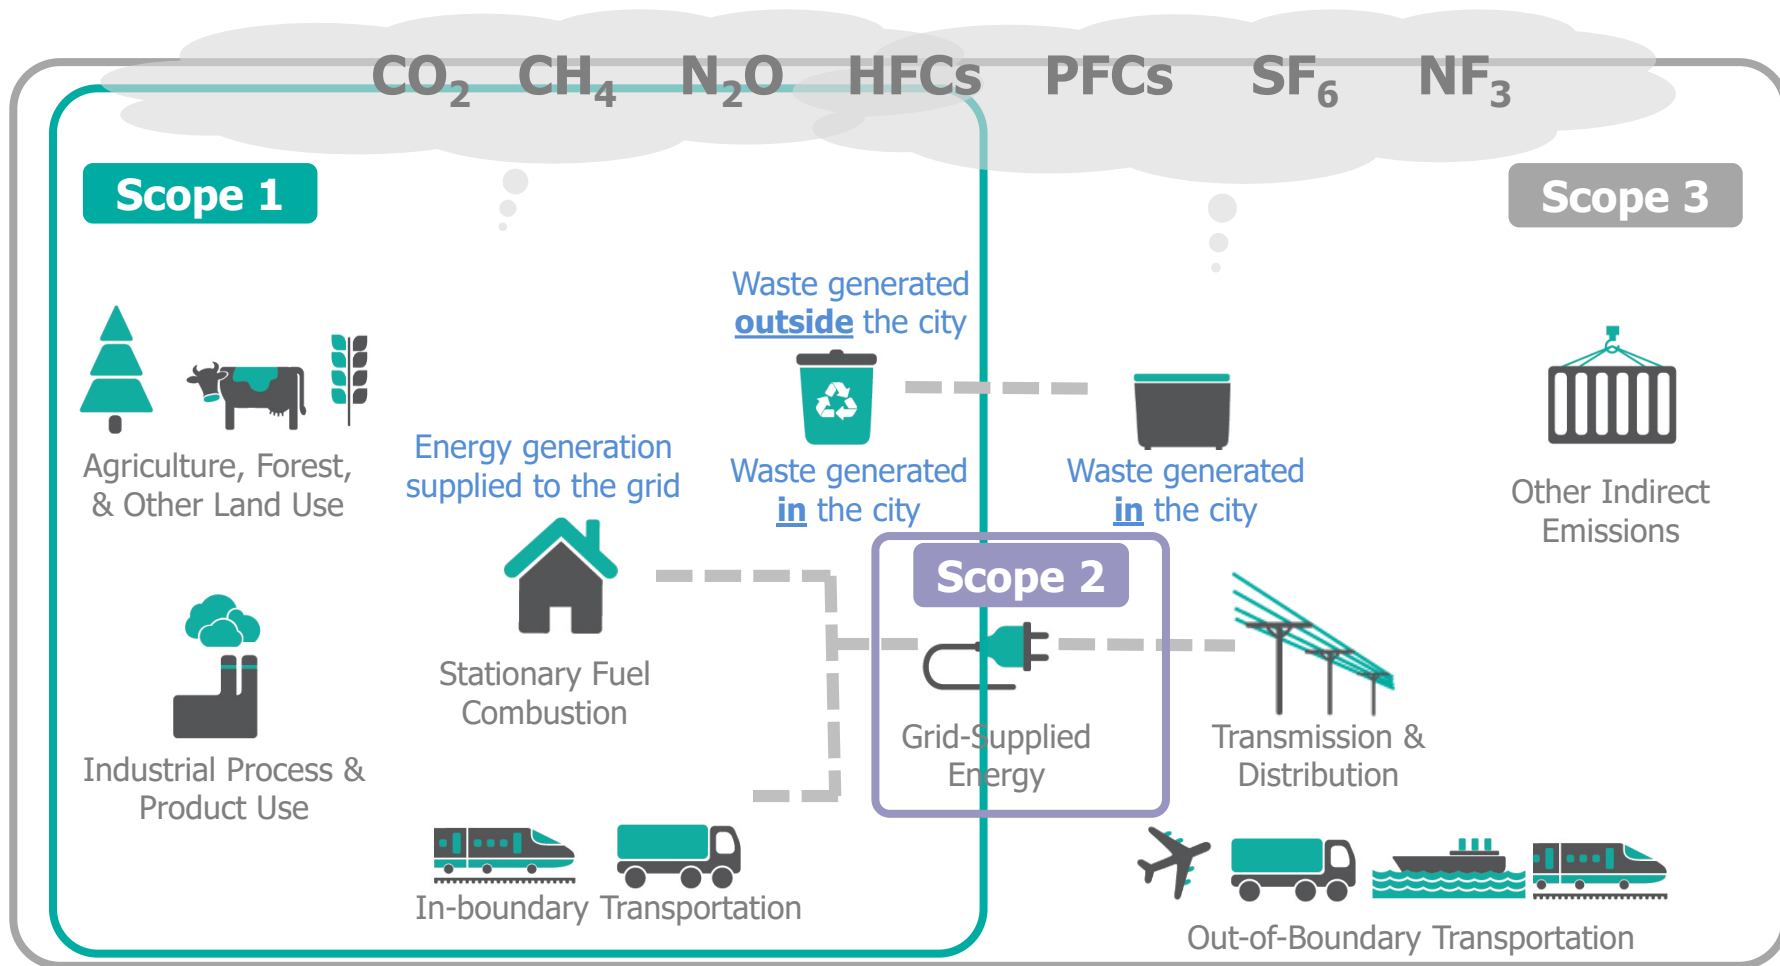 CO₂ CH₄ N₂O HFCs PFCs SF₆ NF₃
Scope 1
Scope 3
Waste generated
outside the city
Agriculture, Forest,
& Other Land Use
Energy generation
supplied to the grid
Waste generated
in the city
Waste generated
in the city
Other Indirect
Emissions
Scope 2
Stationary Fuel
Combustion
Grid-Supplied
Energy
Transmission &
Distribution
Industrial Process &
Product Use
In-boundary Transportation
Out-of-Boundary Transportation